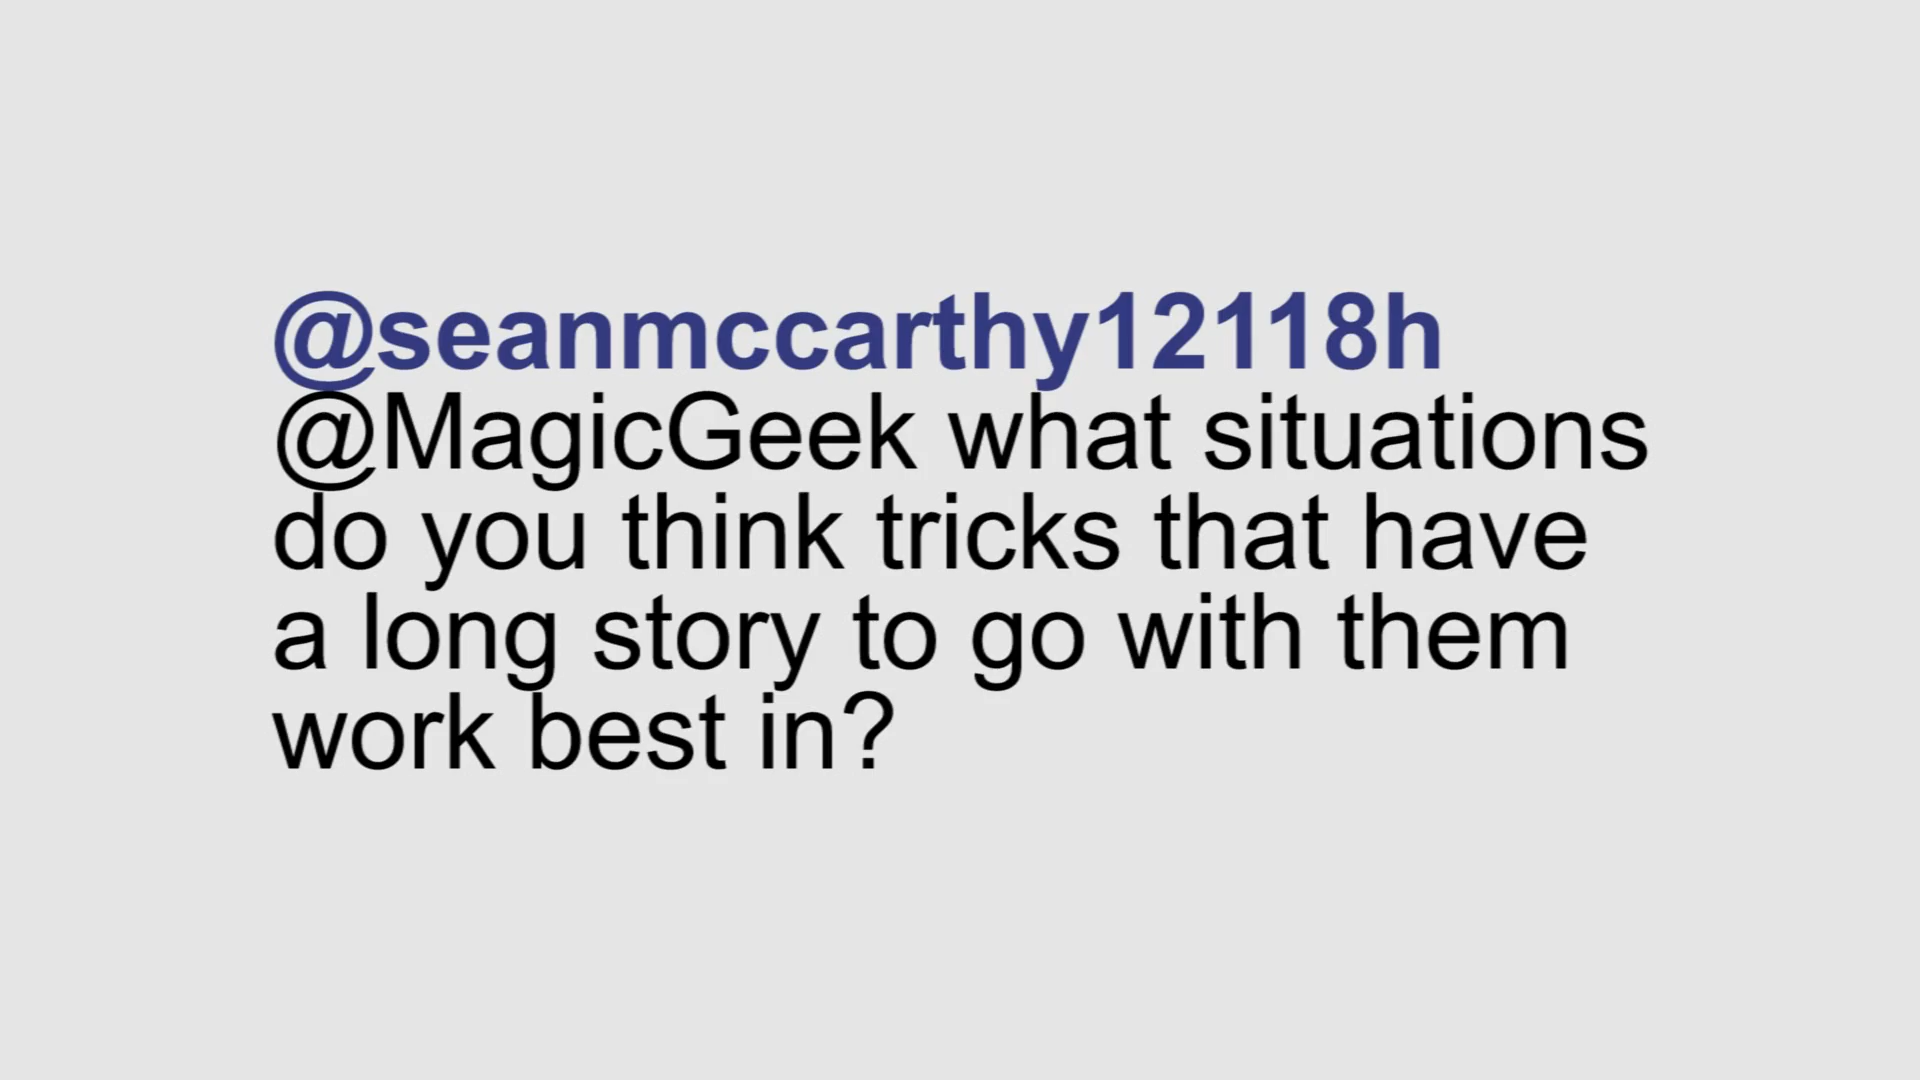 @seanmccarthy12118h
@MagicGeek what situations
do you think tricks that have
a long story to go with them
work best in?